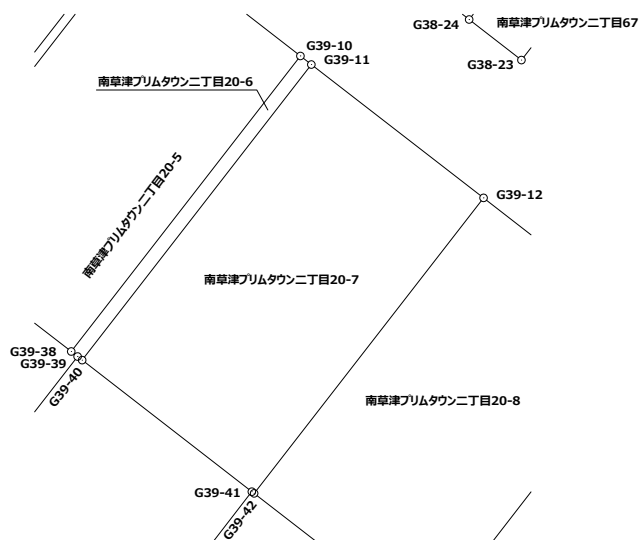 G38-24
南草津プリムタウン二丁目67
G39-10
G39-11
G38-23
南草津プリムタウン二丁目20-6
南草津プリムタウン二丁目20-5
G39-12
南草津プリムタウン二丁目20-7
G39-38
G39-39
G39-40
南草津プリムタウン二丁目20-8
G39-41
G39-42